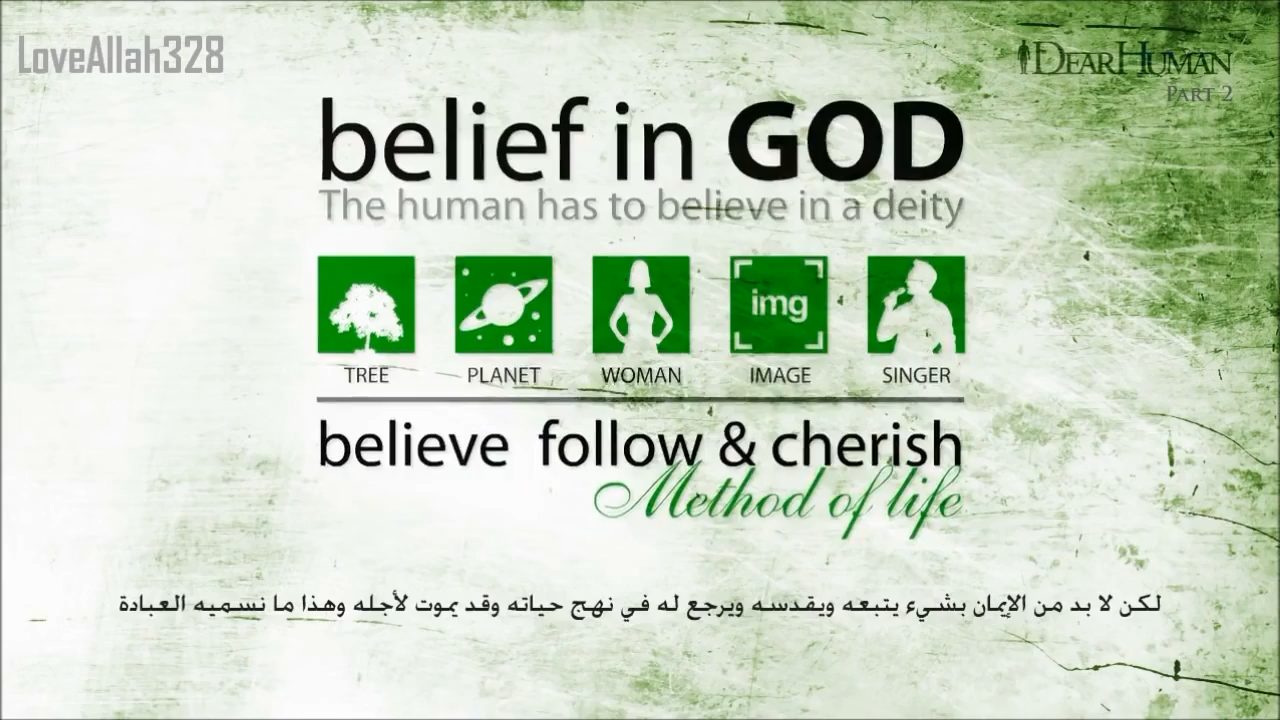 LoveAllah328
DEARHUMAN
PART 2
belief in GOD
The human has to believe in a deity
img
TREE PLANET WOMAN IMAGE SINGER
believe follow & cherish
Method of life
لكن لا بد من الإيمان بشيء يتبعه ويقدسه ويرجع له في نهج حياته وقد يموت لأجله وهذا ما نسميه العبادة